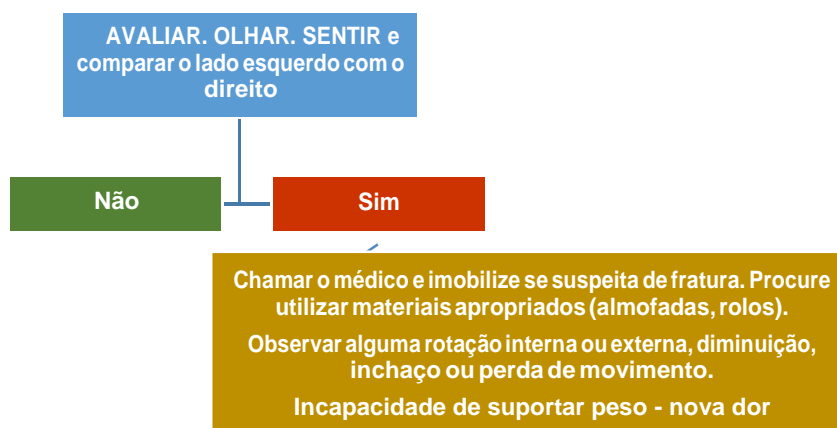 AVALIAR. OLHAR. SENTIR e
comparar o lado esquerdo com o
direito
Não
Sim
Chamar o médico e imobilize se suspeita de fratura. Procure
utilizar materiais apropriados (almofadas, rolos).
Observar alguma rotação interna ou externa, diminuição,
inchaço ou perda de movimento.
Incapacidade de suportar peso - nova dor